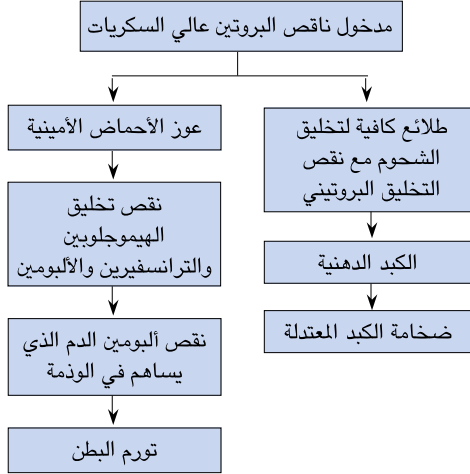 مدخول ناقص البروتين عالي السكريات
طلائع كافية لتخليق
الشحوم مع نقص
التخليق البروتيني
الكبد الدهنية
ضخامة الكبد المعتدلة
عوز الأحماض الأمينية
نقص تخليق
الهيموجلوبين
والترانسفيرين والألبومين
نقص ألبومين الدم الذي
يساهم في الوذمة
تورم البطن